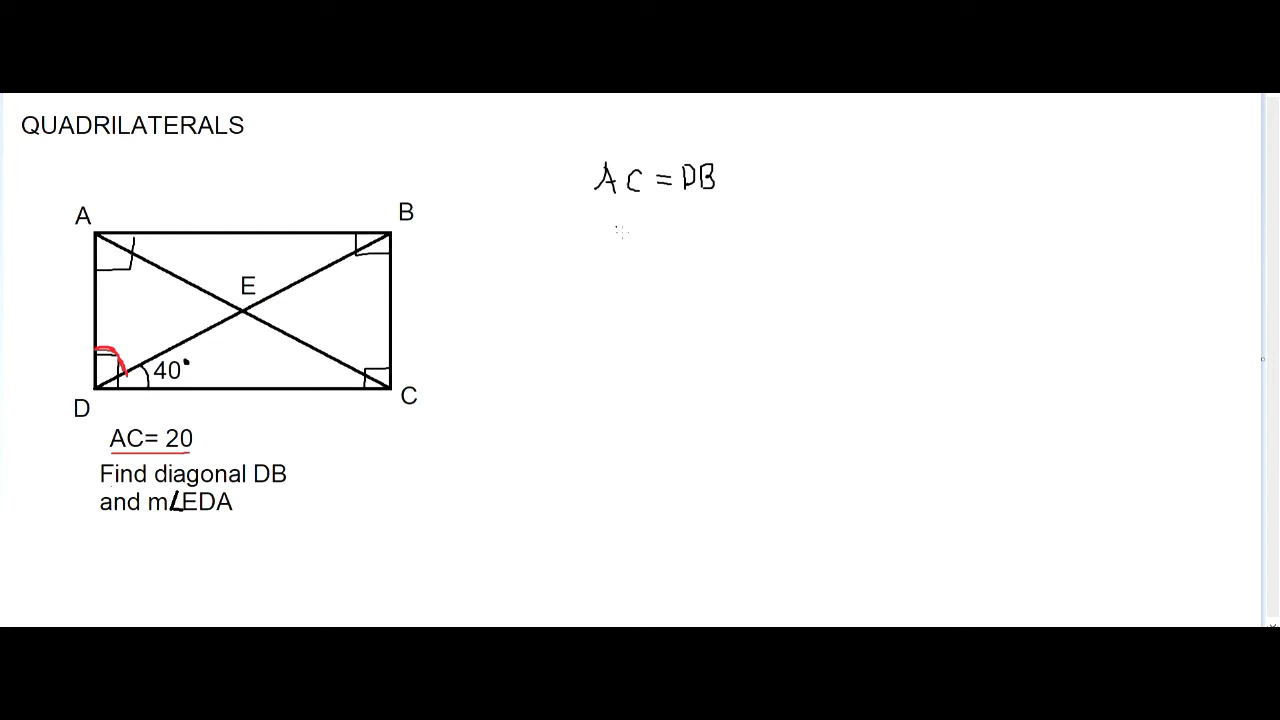 QUADRILATERALS
AC = DB
A
B
E
40°
D
C
AC= 20
Find diagonal DB
and m∠EDA